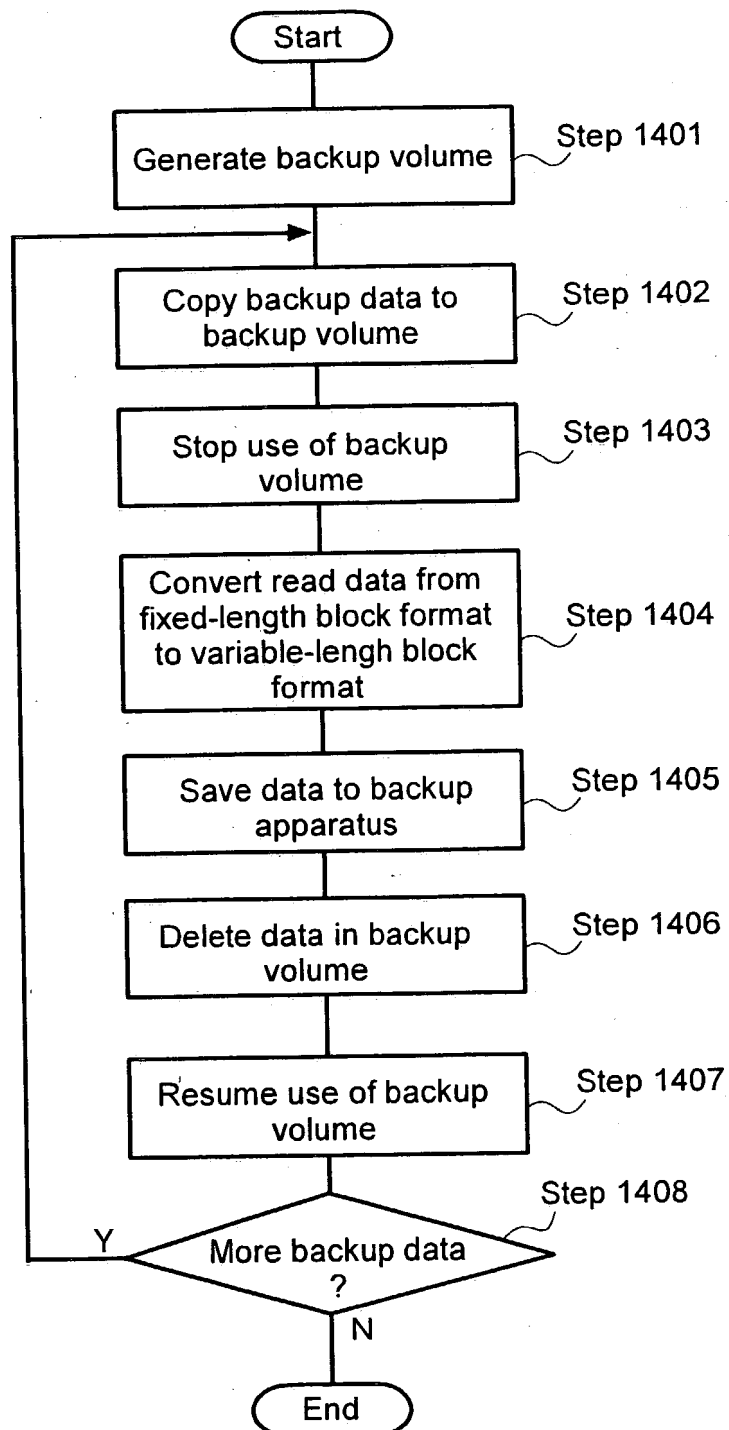 Start
Generate backup volume
Step 1401
Copy backup data to
backup volume
Step 1402
Stop use of backup
volume
Step 1403
Convert read data from
fixed-length block format
to variable-lengh block
format
Step 1404
Save data to backup
apparatus
Step 1405
Delete data in backup
volume
Step 1406
Resume use of backup
volume
Step 1407
Step 1408
Y
More backup data
?
N
End